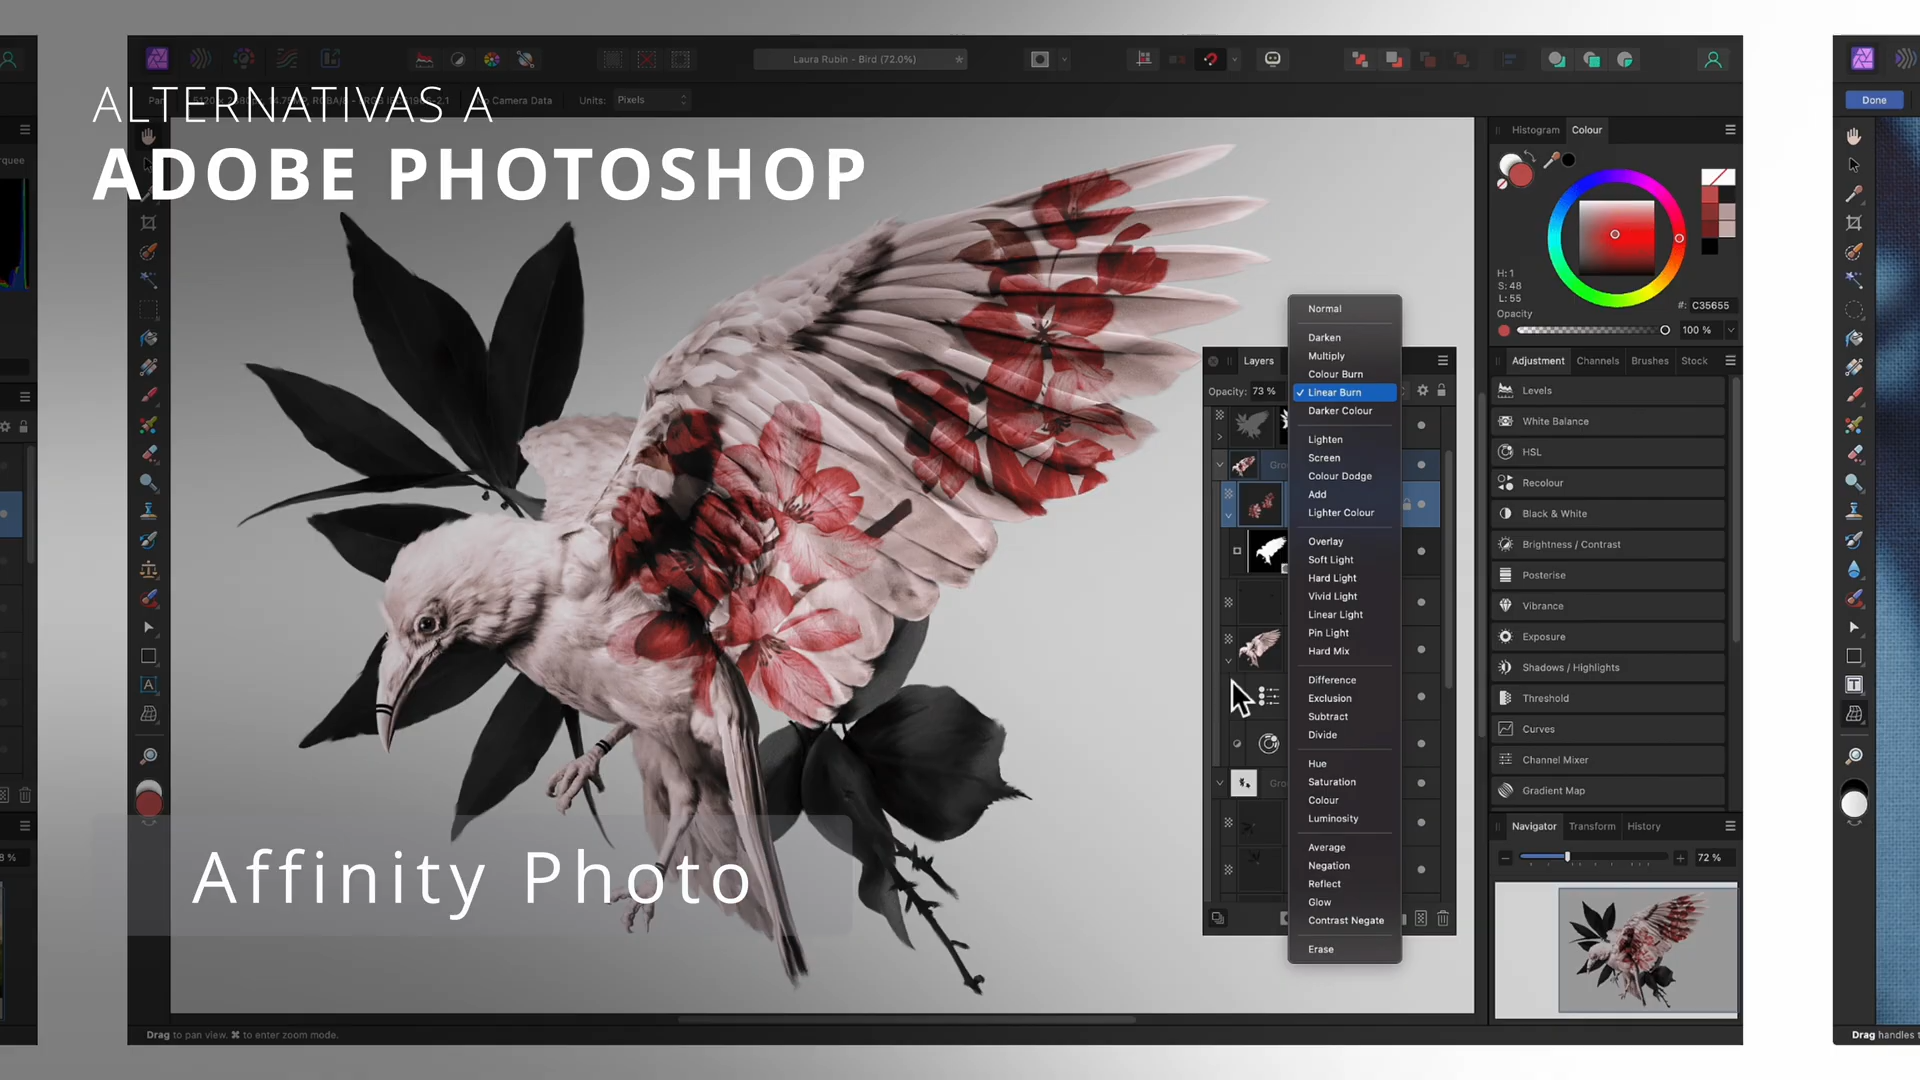 ALTERNATIVAS A
ADOBE PHOTOSHOP
Affinity Photo
Laura Rubin - Bird (72.0%)
Camera Data
Units: Pixels
Histogram
Colour
H: 1
S: 48
L: 55
#: C35655
Opacity
100 %
Layers
Opacity: 73 %
Normal
Darken
Multiply
Colour Burn
Linear Burn
Darker Colour
Lighten
Screen
Colour Dodge
Add
Lighter Colour
Overlay
Soft Light
Hard Light
Vivid Light
Linear Light
Pin Light
Hard Mix
Difference
Exclusion
Subtract
Divide
Hue
Saturation
Colour
Luminosity
Average
Negation
Reflect
Glow
Contrast Negate
Erase
Adjustment
Channels
Brushes
Stock
Levels
White Balance
HSL
Recolour
Black & White
Brightness / Contrast
Posterise
Vibrance
Exposure
Shadows / Highlights
Threshold
Curves
Channel Mixer
Gradient Map
Navigator
Transform
History
72 %
Drag to pan view. ⌘ to enter zoom mode.
Done
Drag handles